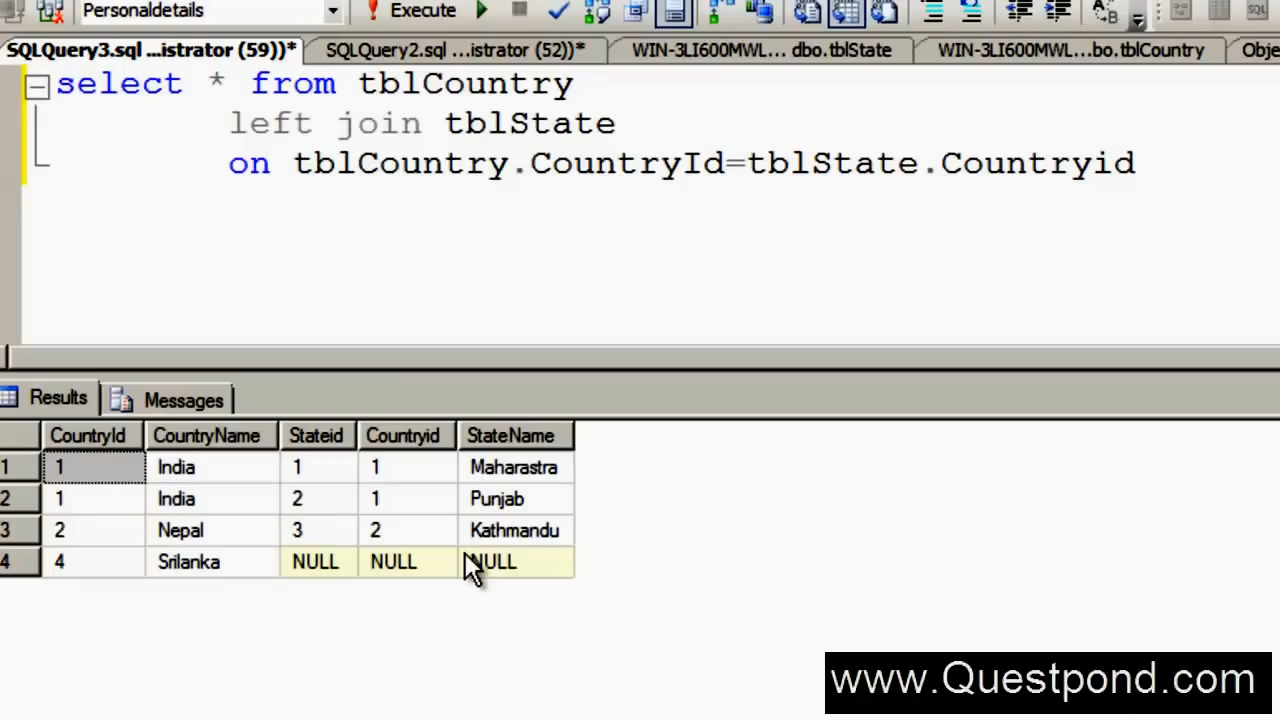 Personaldetails Execute
SQLQuery3.sql ...istrator (59))* SQLQuery2.sql ...istrator (52))* WIN-3LI600MWL... dbo.tblState WIN-3LI600MWL...bo.tblCountry Obje
select * from tblCountry
left join tblState
on tblCountry.CountryId=tblState.Countryid
Results Messages
CountryId CountryName Stateid Countryid StateName
1 1 India 1 1 Maharastra
2 1 India 2 1 Punjab
3 2 Nepal 3 2 Kathmandu
4 4 Srilanka NULL NULL NULL
www.Questpond.com